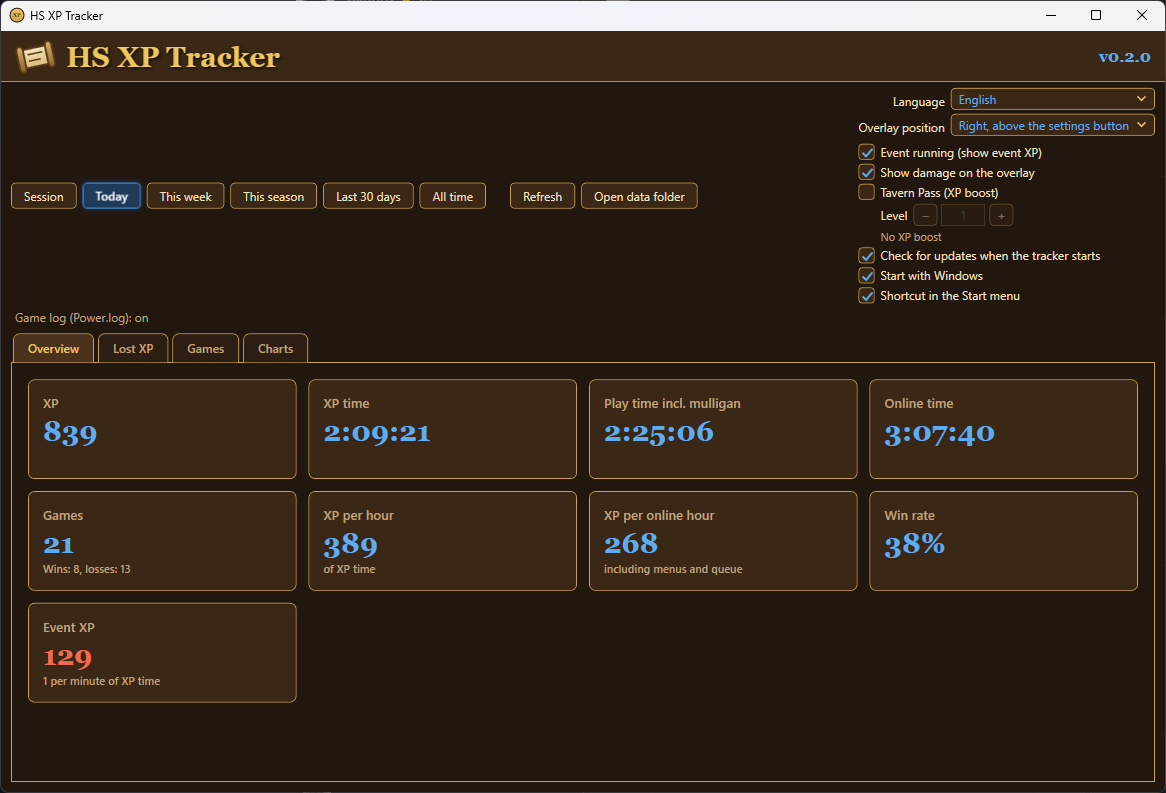 HS XP Tracker
HS XP Tracker
v0.2.0
Language English
Overlay position Right, above the settings button
Event running (show event XP)
Show damage on the overlay
Tavern Pass (XP boost)
Level − 1 +
No XP boost
Check for updates when the tracker starts
Start with Windows
Shortcut in the Start menu
Session Today This week This season Last 30 days All time Refresh Open data folder
Game log (Power.log): on
Overview Lost XP Games Charts
XP
839
XP time
2:09:21
Play time incl. mulligan
2:25:06
Online time
3:07:40
Games
21
Wins: 8, losses: 13
XP per hour
389
of XP time
XP per online hour
268
including menus and queue
Win rate
38%
Event XP
129
1 per minute of XP time